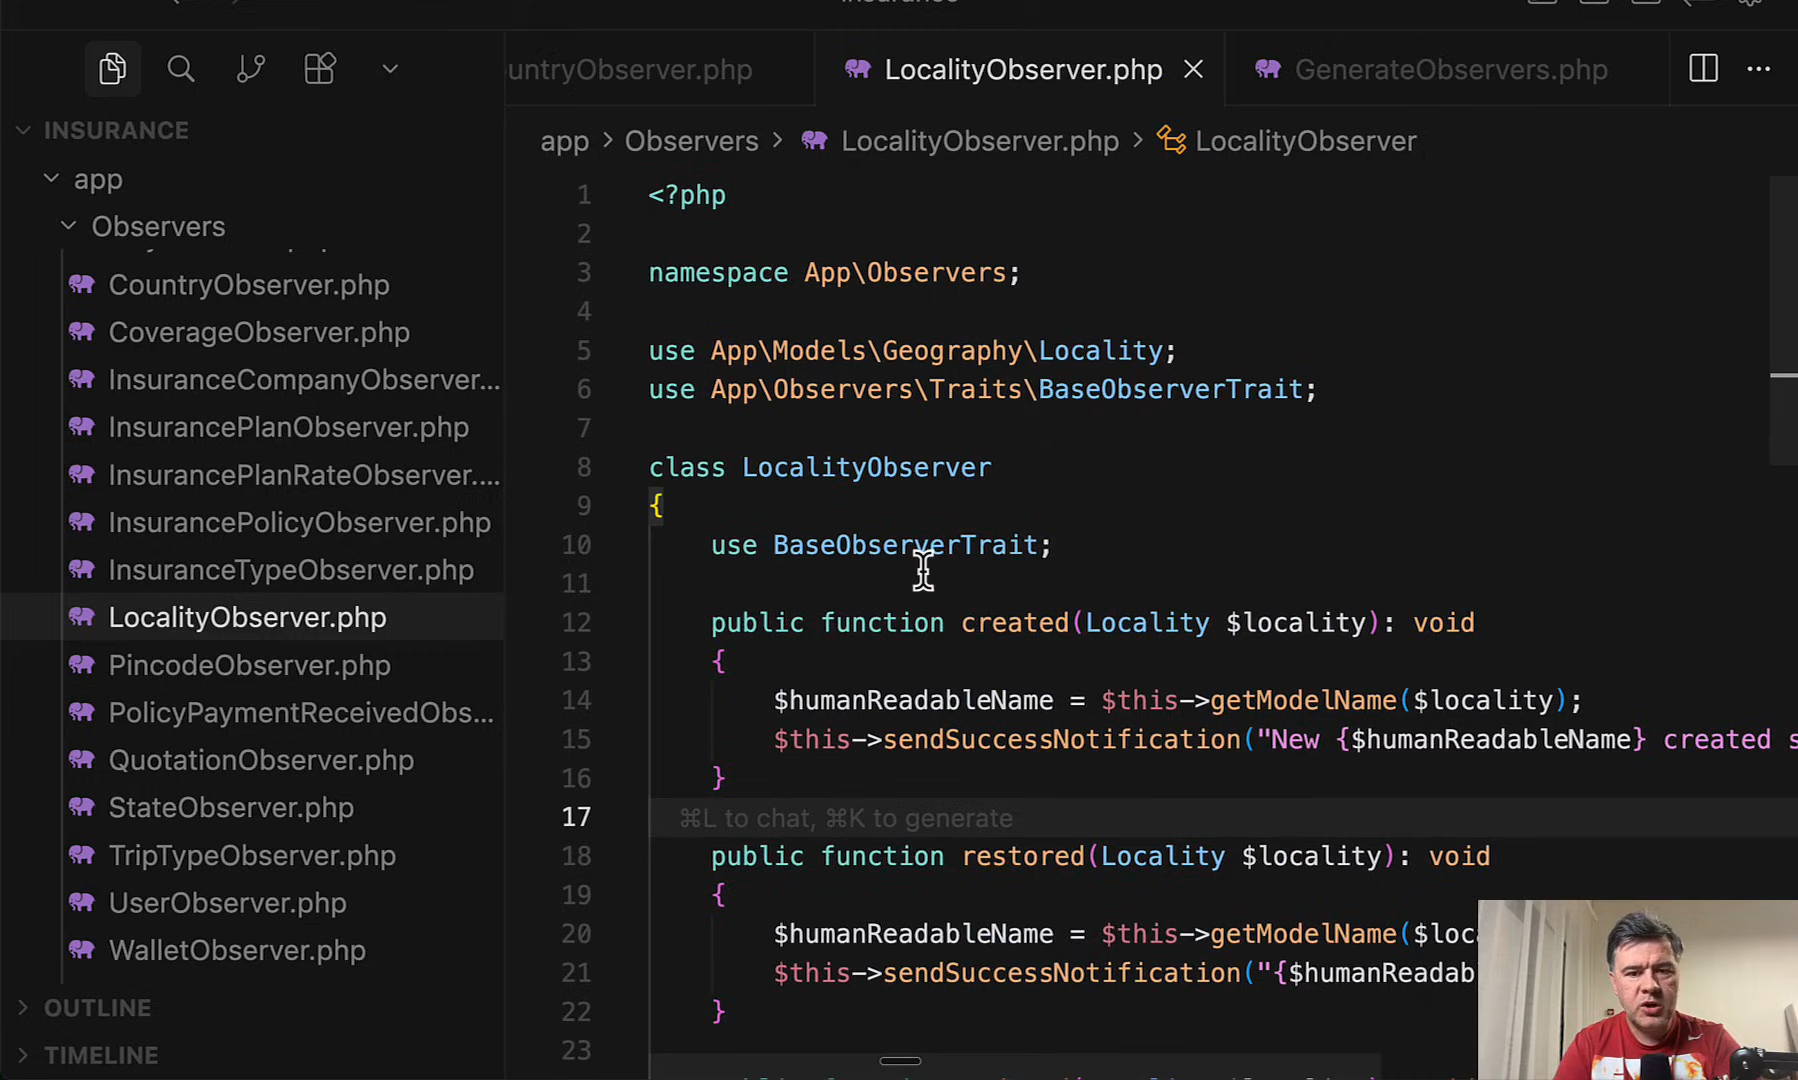 Insurance
untryObserver.php
LocalityObserver.php
GenerateObservers.php
INSURANCE
app
Observers
CountryObserver.php
CoverageObserver.php
InsuranceCompanyObserver...
InsurancePlanObserver.php
InsurancePlanRateObserver....
InsurancePolicyObserver.php
InsuranceTypeObserver.php
LocalityObserver.php
PincodeObserver.php
PolicyPaymentReceivedObs...
QuotationObserver.php
StateObserver.php
TripTypeObserver.php
UserObserver.php
WalletObserver.php
OUTLINE
TIMELINE
app > Observers > LocalityObserver.php > LocalityObserver
1 <?php
2
3 namespace App\Observers;
4
5 use App\Models\Geography\Locality;
6 use App\Observers\Traits\BaseObserverTrait;
7
8 class LocalityObserver
9 {
10 use BaseObserverTrait;
11
12 public function created(Locality $locality): void
13 {
14 $humanReadableName = $this->getModelName($locality);
15 $this->sendSuccessNotification("New {$humanReadableName} created s
16 }
17 ⌘L to chat, ⌘K to generate
18 public function restored(Locality $locality): void
19 {
20 $humanReadableName = $this->getModelName($loc
21 $this->sendSuccessNotification("{$humanReadab
22 }
23